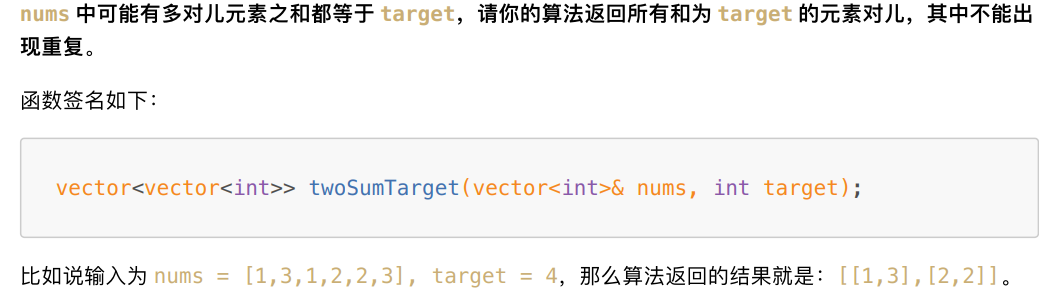 nums 中可能有多对儿元素之和都等于 target，请你的算法返回所有和为 target 的元素对儿，其中不能出
现重复。
函数签名如下：
vector<vector<int>> twoSumTarget(vector<int>& nums, int target);
比如说输入为 nums = [1,3,1,2,2,3], target = 4，那么算法返回的结果就是：[[1,3],[2,2]]。